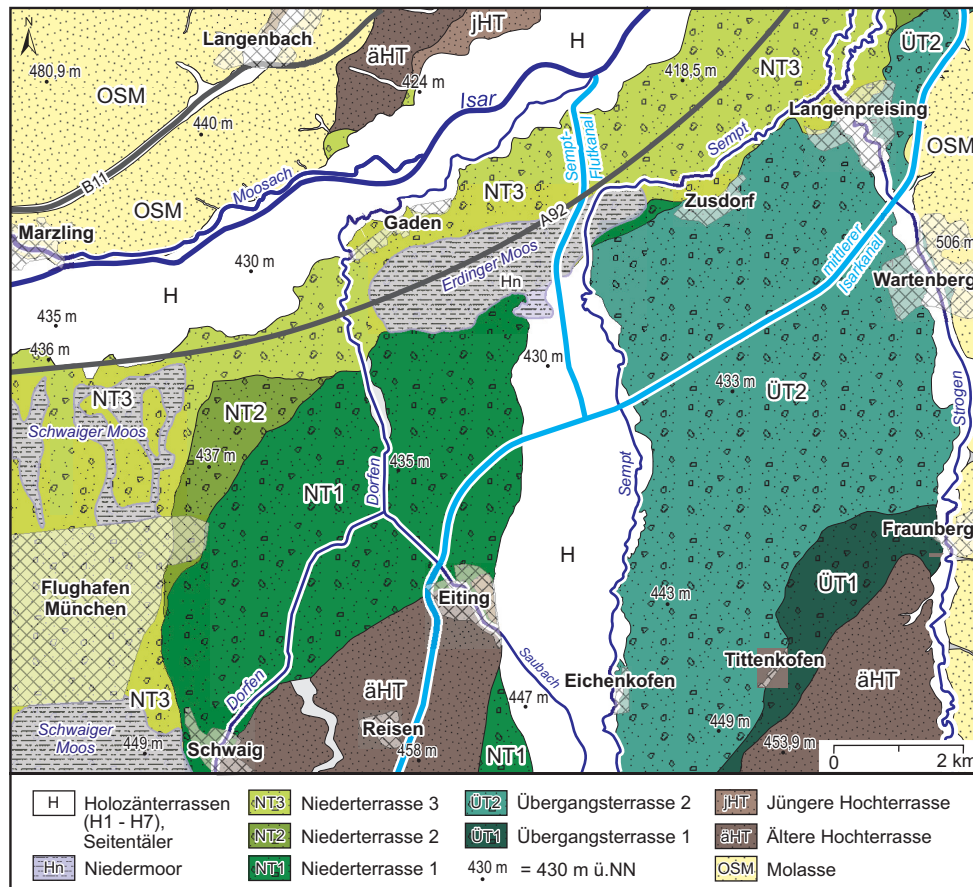 N
Langenbach
äHT
jHT
H
480,9 m
OSM
440 m
424 m
Isar
418,5 m
NT3
ÜT2
Langenpreising
OSM
B11
Moosach
Sempt-
Flutkanal
Sempt
OSM
NT3
A92
Zusdorf
Marzling
Gaden
430 m
Erdinger Moos
Hn
mittlerer
Isarkanal
506 m
Wartenberg
H
435 m
436 m
430 m
433 m
ÜT2
NT3
NT2
Schwaiger Moos
437 m
435 m
Dorfen
NT1
Sempt
Strogen
Flughafen
München
H
Fraunberg
ÜT1
Eiting
443 m
Saubach
Dorfen
Tittenkofen
äHT
Eichenkofen
NT3
äHT
447 m
Schwaiger
Moos
449 m
Schwaig
Reisen
458 m
NT1
449 m
453,9 m
0 2 km
H Holozänterrassen
(H1 - H7),
Seitentäler
Hn Niedermoor
NT3 Niederterrasse 3
NT2 Niederterrasse 2
NT1 Niederterrasse 1
ÜT2 Übergangsterrasse 2
ÜT1 Übergangsterrasse 1
430 m = 430 m ü.NN
jHT Jüngere Hochterrasse
äHT Ältere Hochterrasse
OSM Molasse